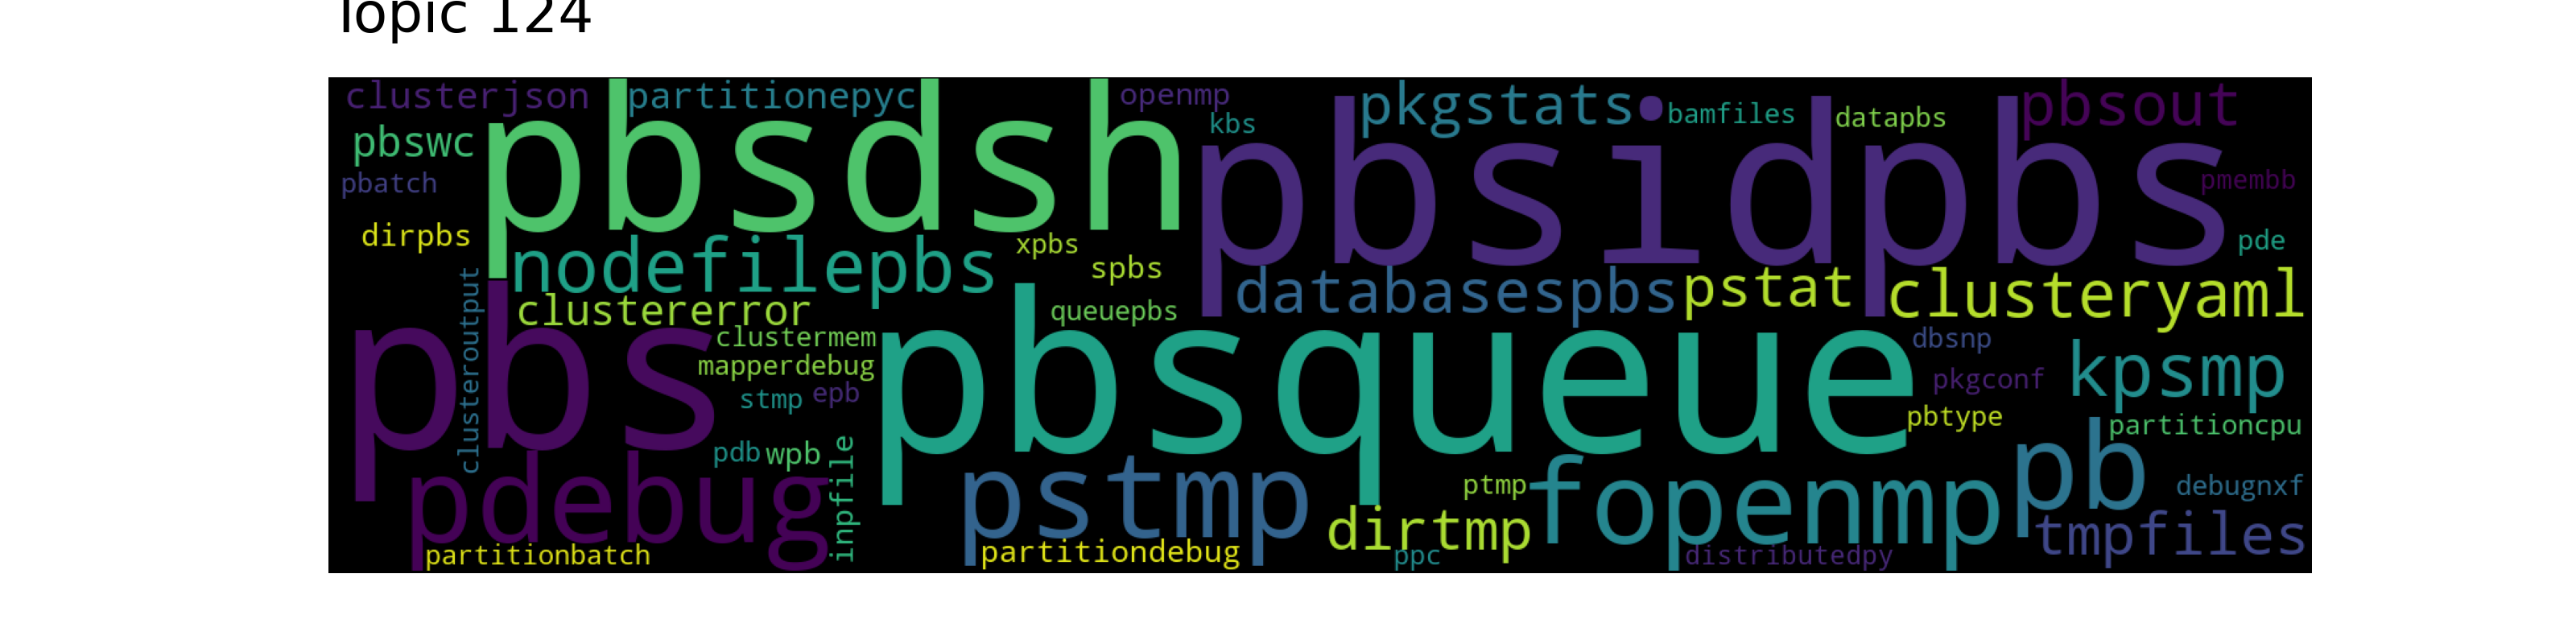 Topic 124
clusterjson
partitionepyc
openmp
pkgstats
bamfiles
datapbs
pbsout
kbs
pbswc
pbsdsh
pbsidpbs
pbatch
pmembb
dirpbs
nodefilepbs
xpbs
spbs
pde
databasespbs
pstat
clusteryaml
clustererror
queuepbs
clusteroutput
pbs
clustermem
mapperdebug
stmp
epb
pbsqueue
dbsnp
pkgconf
kpsmp
pbtype
partitioncpu
pdb
wpb
inpfile
pdebug
pstmp
ptmp
fopenmp
pb
debugnxf
dirtmp
tmpfiles
partitionbatch
partitiondebug
ppc
distributedpy